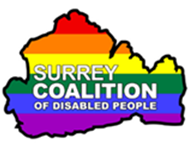 SURREY
COALITION
OF DISABLED PEOPLE